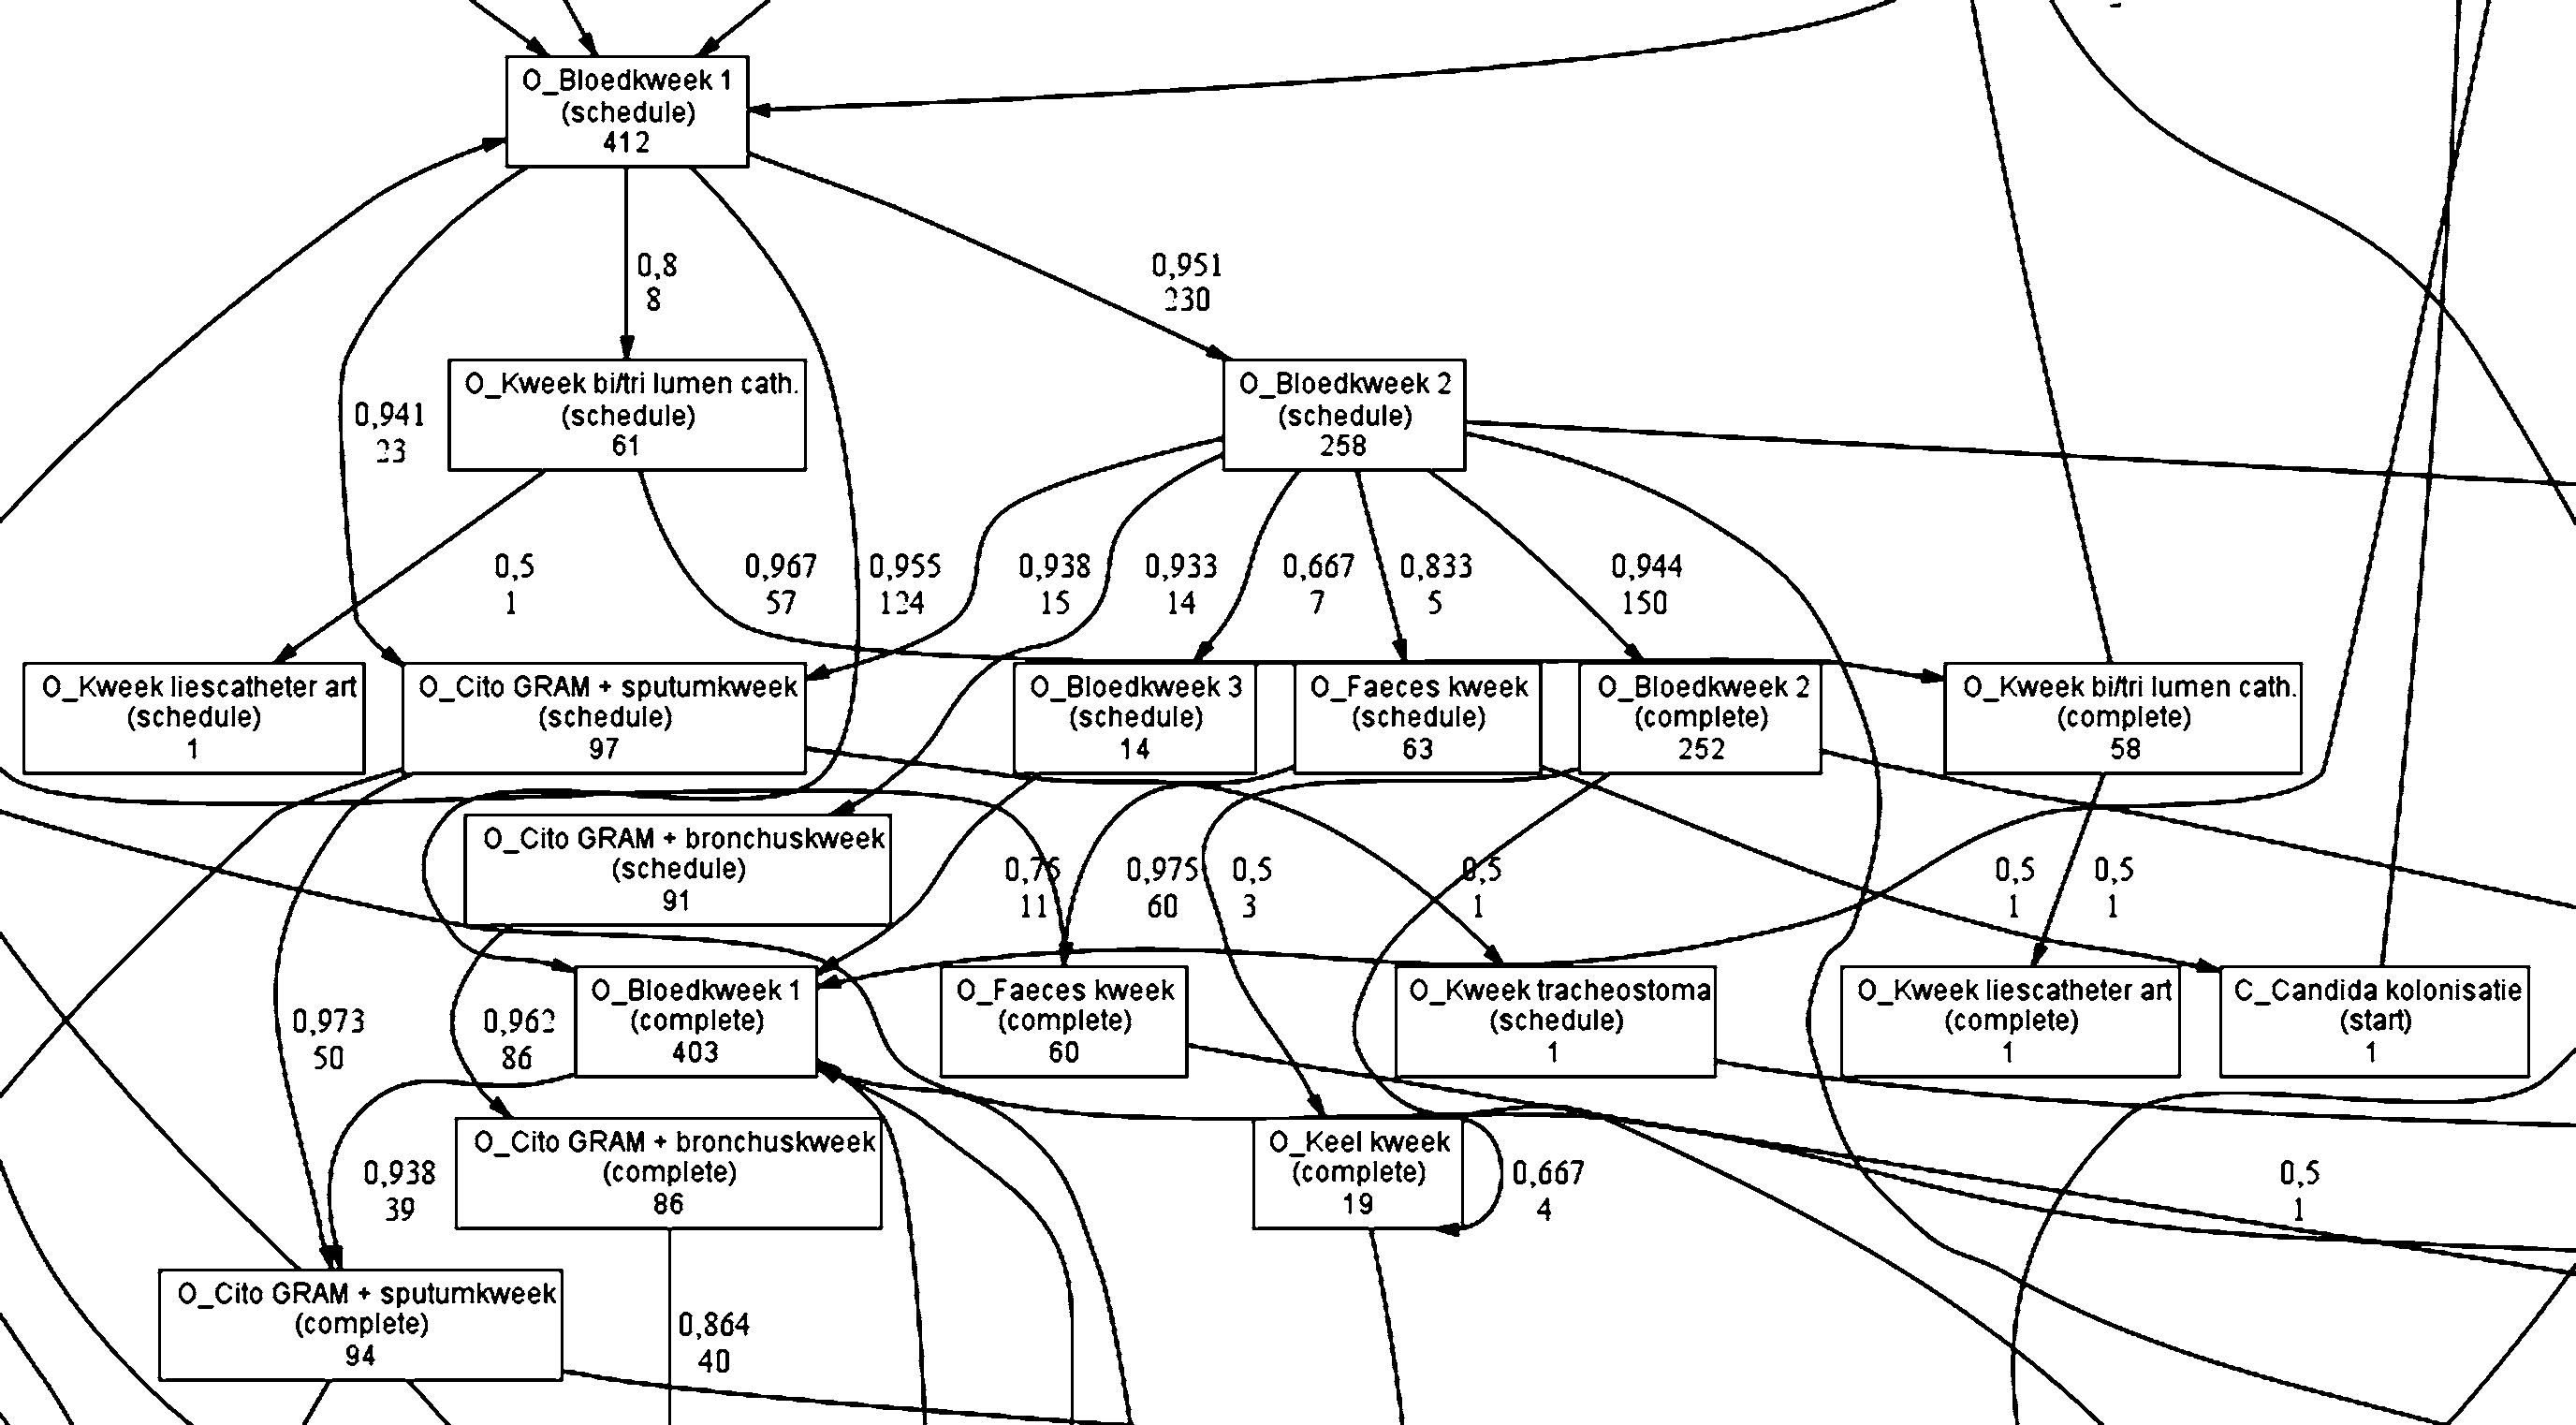 O_Bloedkweek 1
(schedule)
412
0,8
8
0,951
230
O_Kweek bi/tri lumen cath.
(schedule)
61
O_Bloedkweek 2
(schedule)
258
0,941
23
0,5
1
0,967
57
0,955
124
0,938
15
0,933
14
0,667
7
0,833
5
0,944
150
O_Kweek liescatheter art
(schedule)
1
O_Cito GRAM + sputumkweek
(schedule)
97
O_Bloedkweek 3
(schedule)
14
O_Faeces kweek
(schedule)
63
O_Bloedkweek 2
(complete)
252
O_Kweek bi/tri lumen cath.
(complete)
58
O_Cito GRAM + bronchuskweek
(schedule)
91
0,75
11
0,975
60
0,5
3
0,5
1
0,5
1
0,5
1
0,973
50
0,962
86
O_Bloedkweek 1
(complete)
403
O_Faeces kweek
(complete)
60
O_Kweek tracheostoma
(schedule)
1
O_Kweek liescatheter art
(complete)
1
C_Candida kolonisatie
(start)
1
0,938
39
O_Cito GRAM + bronchuskweek
(complete)
86
O_Keel kweek
(complete)
19
0,667
4
0,5
1
O_Cito GRAM + sputumkweek
(complete)
94
0,864
40